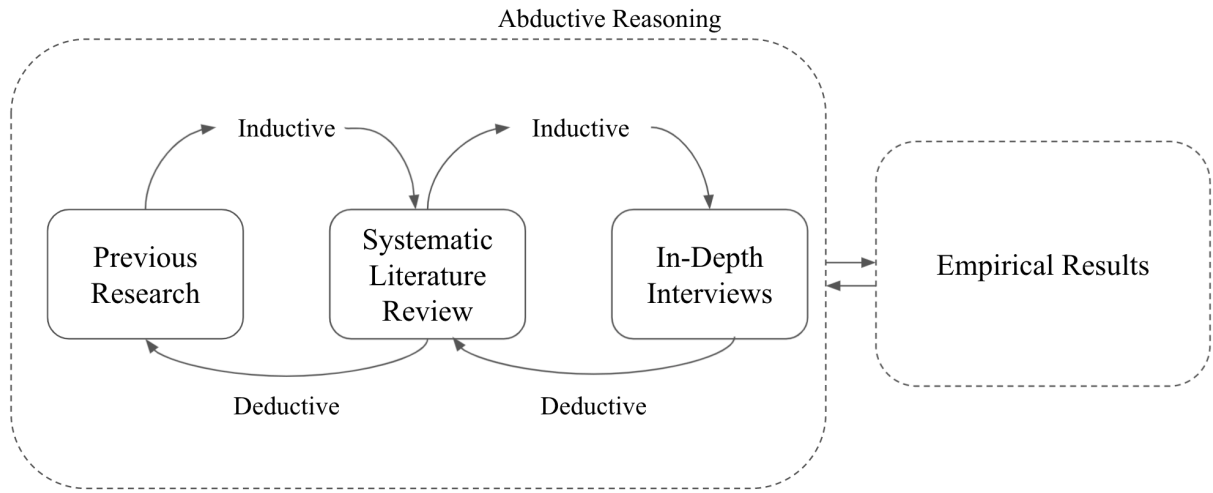 Abductive Reasoning
Inductive
Inductive
Previous
Research
Systematic
Literature
Review
In-Depth
Interviews
Empirical Results
Deductive
Deductive